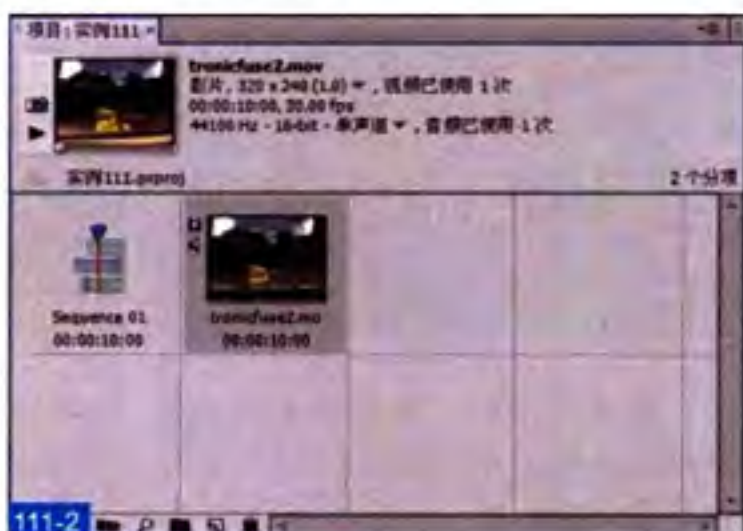 项目: 实例111
tronicfuse2.mov
影片, 320 x 240 (1.0), 视频已使用 1 次
00:00:10:00, 30.00 fps
44100 Hz - 16-bit - 单声道, 音频已使用 1 次
实例111.prproj
2 个分项
Sequence 01
00:00:10:00
tronicfuse2.mo
00:00:10:00
111-2